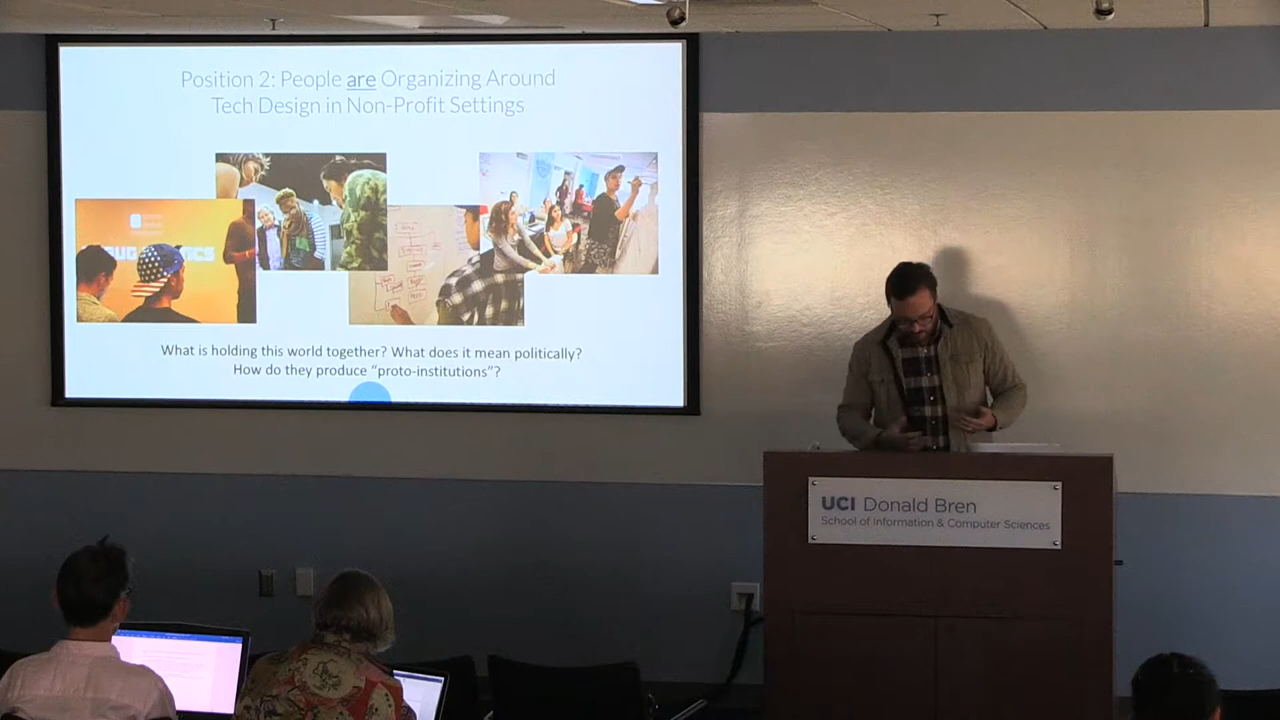 Position 2: People are Organizing Around
Tech Design in Non-Profit Settings
What is holding this world together? What does it mean politically?
How do they produce “proto-institutions”?
UCI Donald Bren
School of Information & Computer Sciences